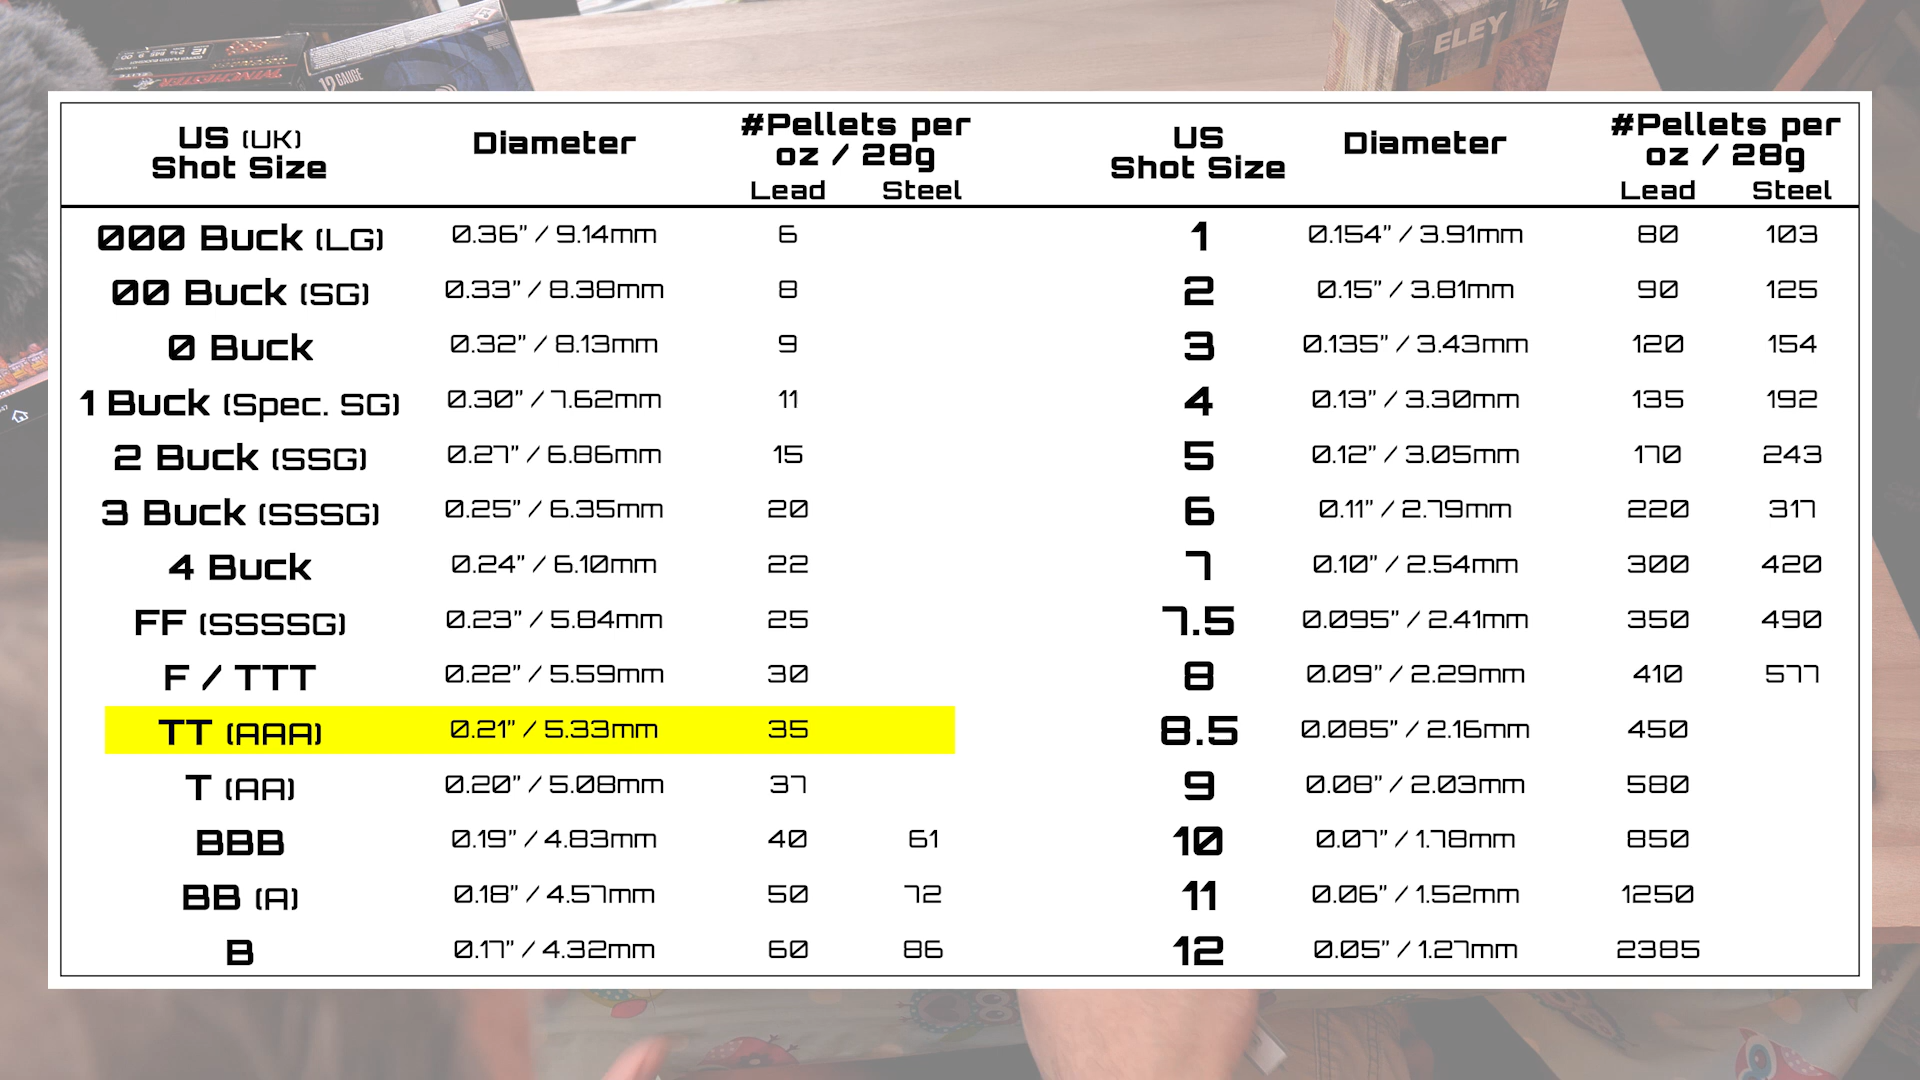 WINCHESTER
12 GAUGE
ELEY
12
US (UK) Shot Size Diameter #Pellets per oz / 28g Lead Steel US Shot Size Diameter #Pellets per oz / 28g Lead Steel
000 Buck (LG) 0.36” / 9.14mm 6 1 0.154” / 3.91mm 80 103
00 Buck (SG) 0.33” / 8.38mm 8 2 0.15” / 3.81mm 90 125
0 Buck 0.32” / 8.13mm 9 3 0.135” / 3.43mm 120 154
1 Buck (Spec. SG) 0.30” / 7.62mm 11 4 0.13” / 3.30mm 135 192
2 Buck (SSG) 0.27” / 6.86mm 15 5 0.12” / 3.05mm 170 243
3 Buck (SSSG) 0.25” / 6.35mm 20 6 0.11” / 2.79mm 220 317
4 Buck 0.24” / 6.10mm 22 7 0.10” / 2.54mm 300 420
FF (SSSSG) 0.23” / 5.84mm 25 7.5 0.095” / 2.41mm 350 490
F / TTT 0.22” / 5.59mm 30 8 0.09” / 2.29mm 410 577
TT (AAA) 0.21” / 5.33mm 35 8.5 0.085” / 2.16mm 450
T (AA) 0.20” / 5.08mm 37 9 0.08” / 2.03mm 580
BBB 0.19” / 4.83mm 40 61 10 0.07” / 1.78mm 850
BB (A) 0.18” / 4.57mm 50 72 11 0.06” / 1.52mm 1250
B 0.17” / 4.32mm 60 86 12 0.05” / 1.27mm 2385